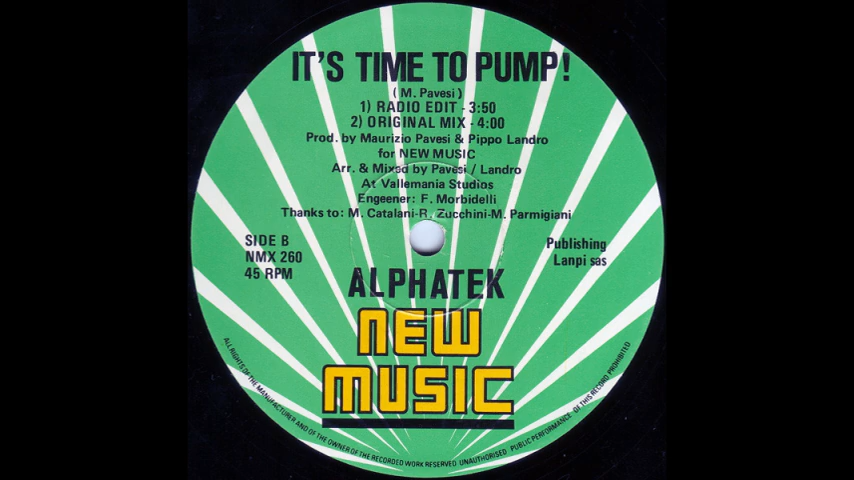 IT'S TIME TO PUMP!
( M. Pavesi )
1) RADIO EDIT - 3:50
2) ORIGINAL MIX - 4:00
Prod. by Maurizio Pavesi & Pippo Landro
for NEW MUSIC
Arr. & Mixed by Pavesi / Landro
At Vallemania Studios
Engeener: F. Morbidelli
Thanks to: M. Catalani-R. Zucchini-M. Parmigiani
SIDE B
NMX 260
45 RPM
Publishing
Lanpi sas
ALPHATEK
NEW
MUSIC
ALL RIGHTS OF THE MANUFACTURER AND OF THE OWNER OF THE RECORDED WORK RESERVED UNAUTHORISED PUBLIC PERFORMANCE OF THIS RECORD PROHIBITED